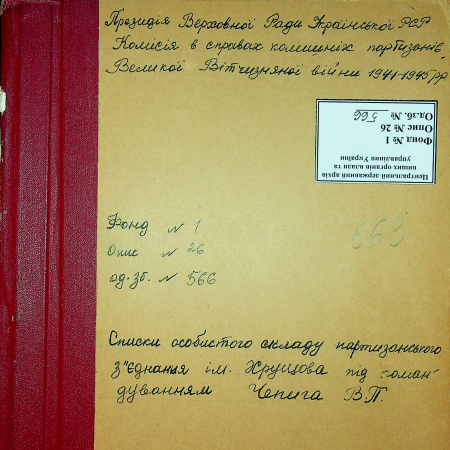 Президія Верховної Ради Української РСР
Комісія в справах колишніх партизанів
Великої Вітчизняної війни 1941-1945 рр
Центральний державний архів
вищих органів влади та
управління України
Фонд № 1
Опис № 26
Од.зб. № 566
Фонд № 1
563
Опис № 26
од.зб. № 566
Списки особистого складу партизанського
з"єднання ім. Хрущова під коман-
дуванням Чепига В.П.